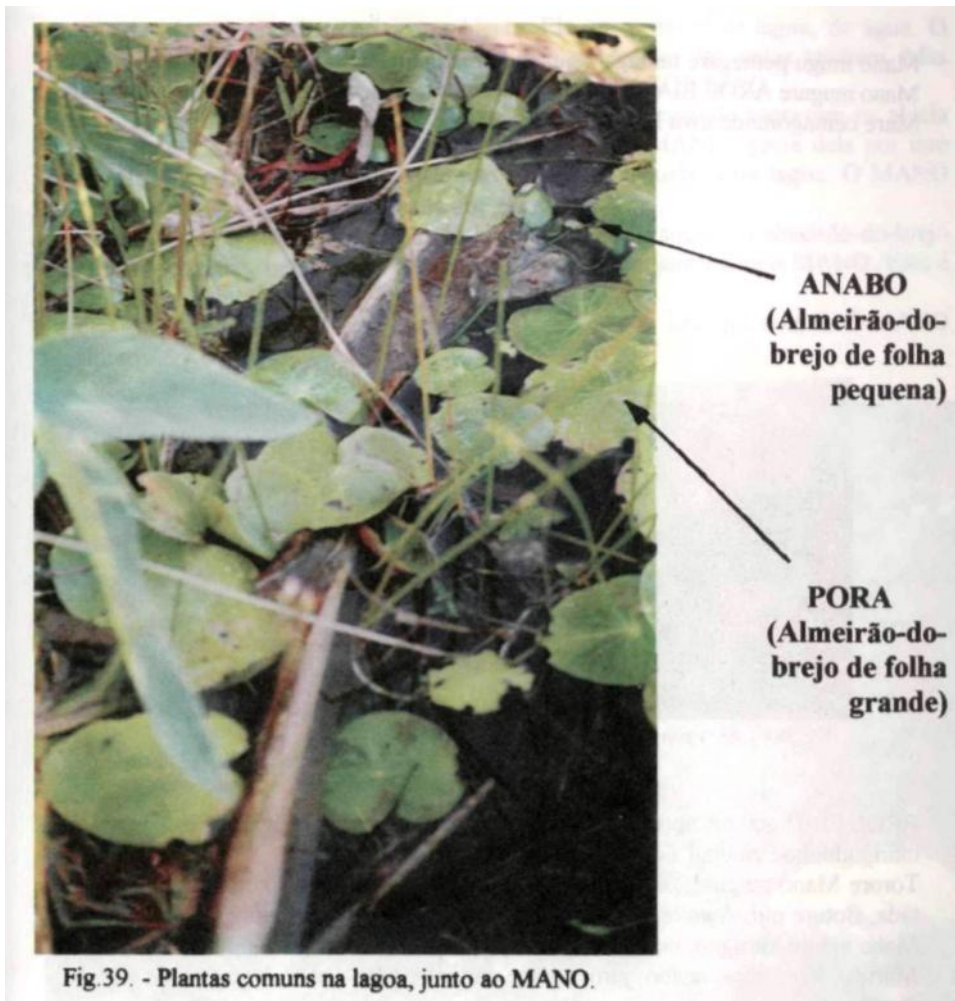 ANABO
(Almeirão-do-
brejo de folha
pequena)
PORA
(Almeirão-do-
brejo de folha
grande)
Fig.39. - Plantas comuns na lagoa, junto ao MANO.